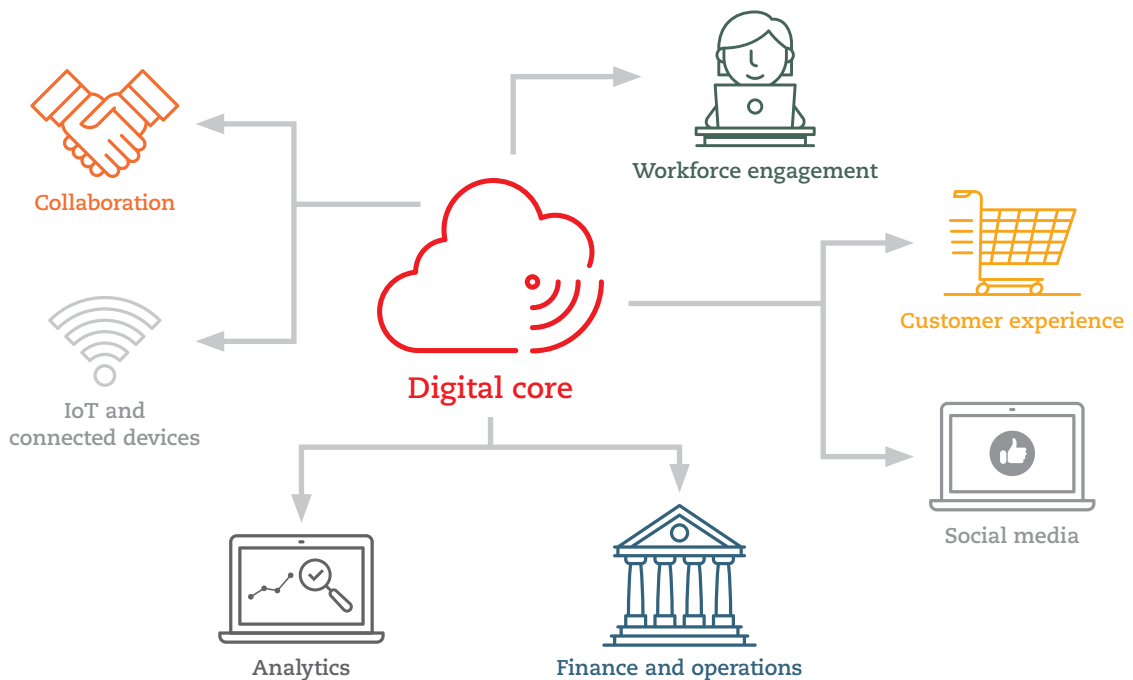 Workforce engagement
Collaboration
Customer experience
Digital core
IoT and
connected devices
Social media
Analytics
Finance and operations